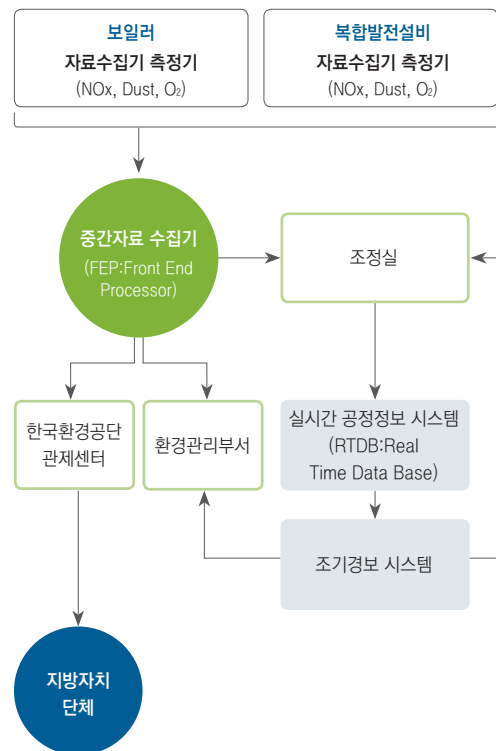 보일러
자료수집기 측정기
(NOx, Dust, O₂)
복합발전설비
자료수집기 측정기
(NOx, Dust, O₂)
중간자료 수집기
(FEP:Front End
Processor)
조정실
한국환경공단
관제센터
환경관리부서
실시간 공정정보 시스템
(RTDB:Real
Time Data Base)
조기경보 시스템
지방자치
단체